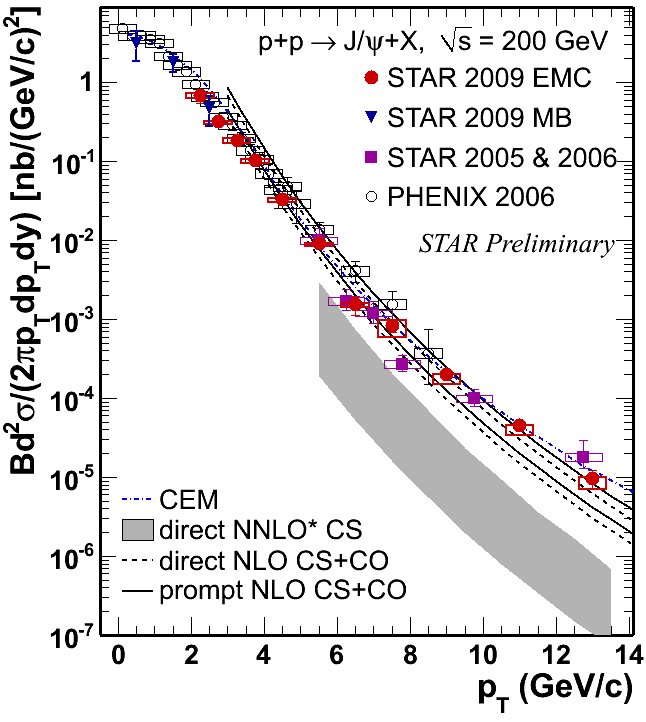 p+p → J/ψ+X, √s = 200 GeV
STAR 2009 EMC
STAR 2009 MB
STAR 2005 & 2006
PHENIX 2006
STAR Preliminary
Bd²σ/(2πp_T dp_T dy) [nb/(GeV/c)²]
1
10⁻¹
10⁻²
10⁻³
10⁻⁴
10⁻⁵
10⁻⁶
10⁻⁷
CEM
direct NNLO* CS
direct NLO CS+CO
prompt NLO CS+CO
0 2 4 6 8 10 12 14
p_T (GeV/c)